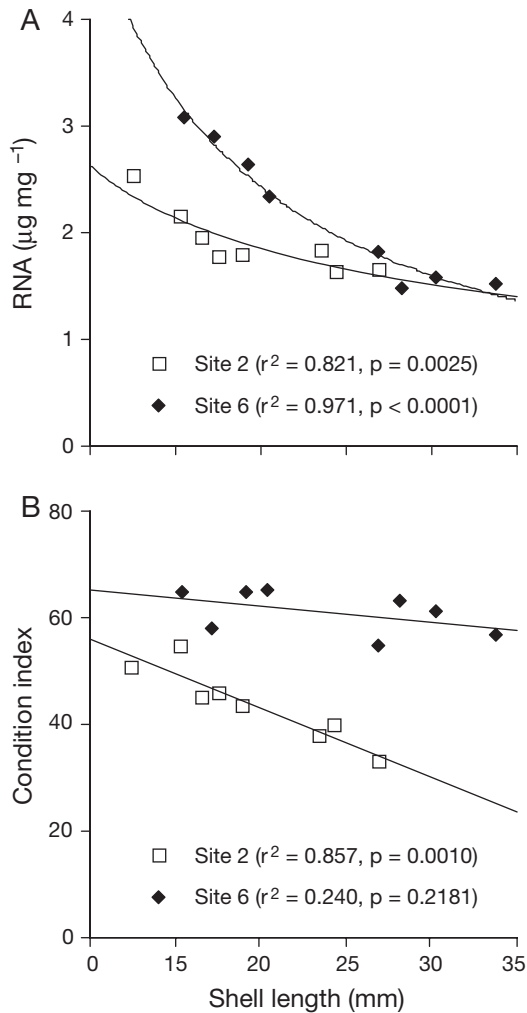 A
4
3
2
1
0
RNA (µg mg −1)
Site 2 (r2 = 0.821, p = 0.0025)
Site 6 (r2 = 0.971, p < 0.0001)
B
80
60
40
20
0
Condition index
Site 2 (r2 = 0.857, p = 0.0010)
Site 6 (r2 = 0.240, p = 0.2181)
0 15 20 25 30 35
Shell length (mm)